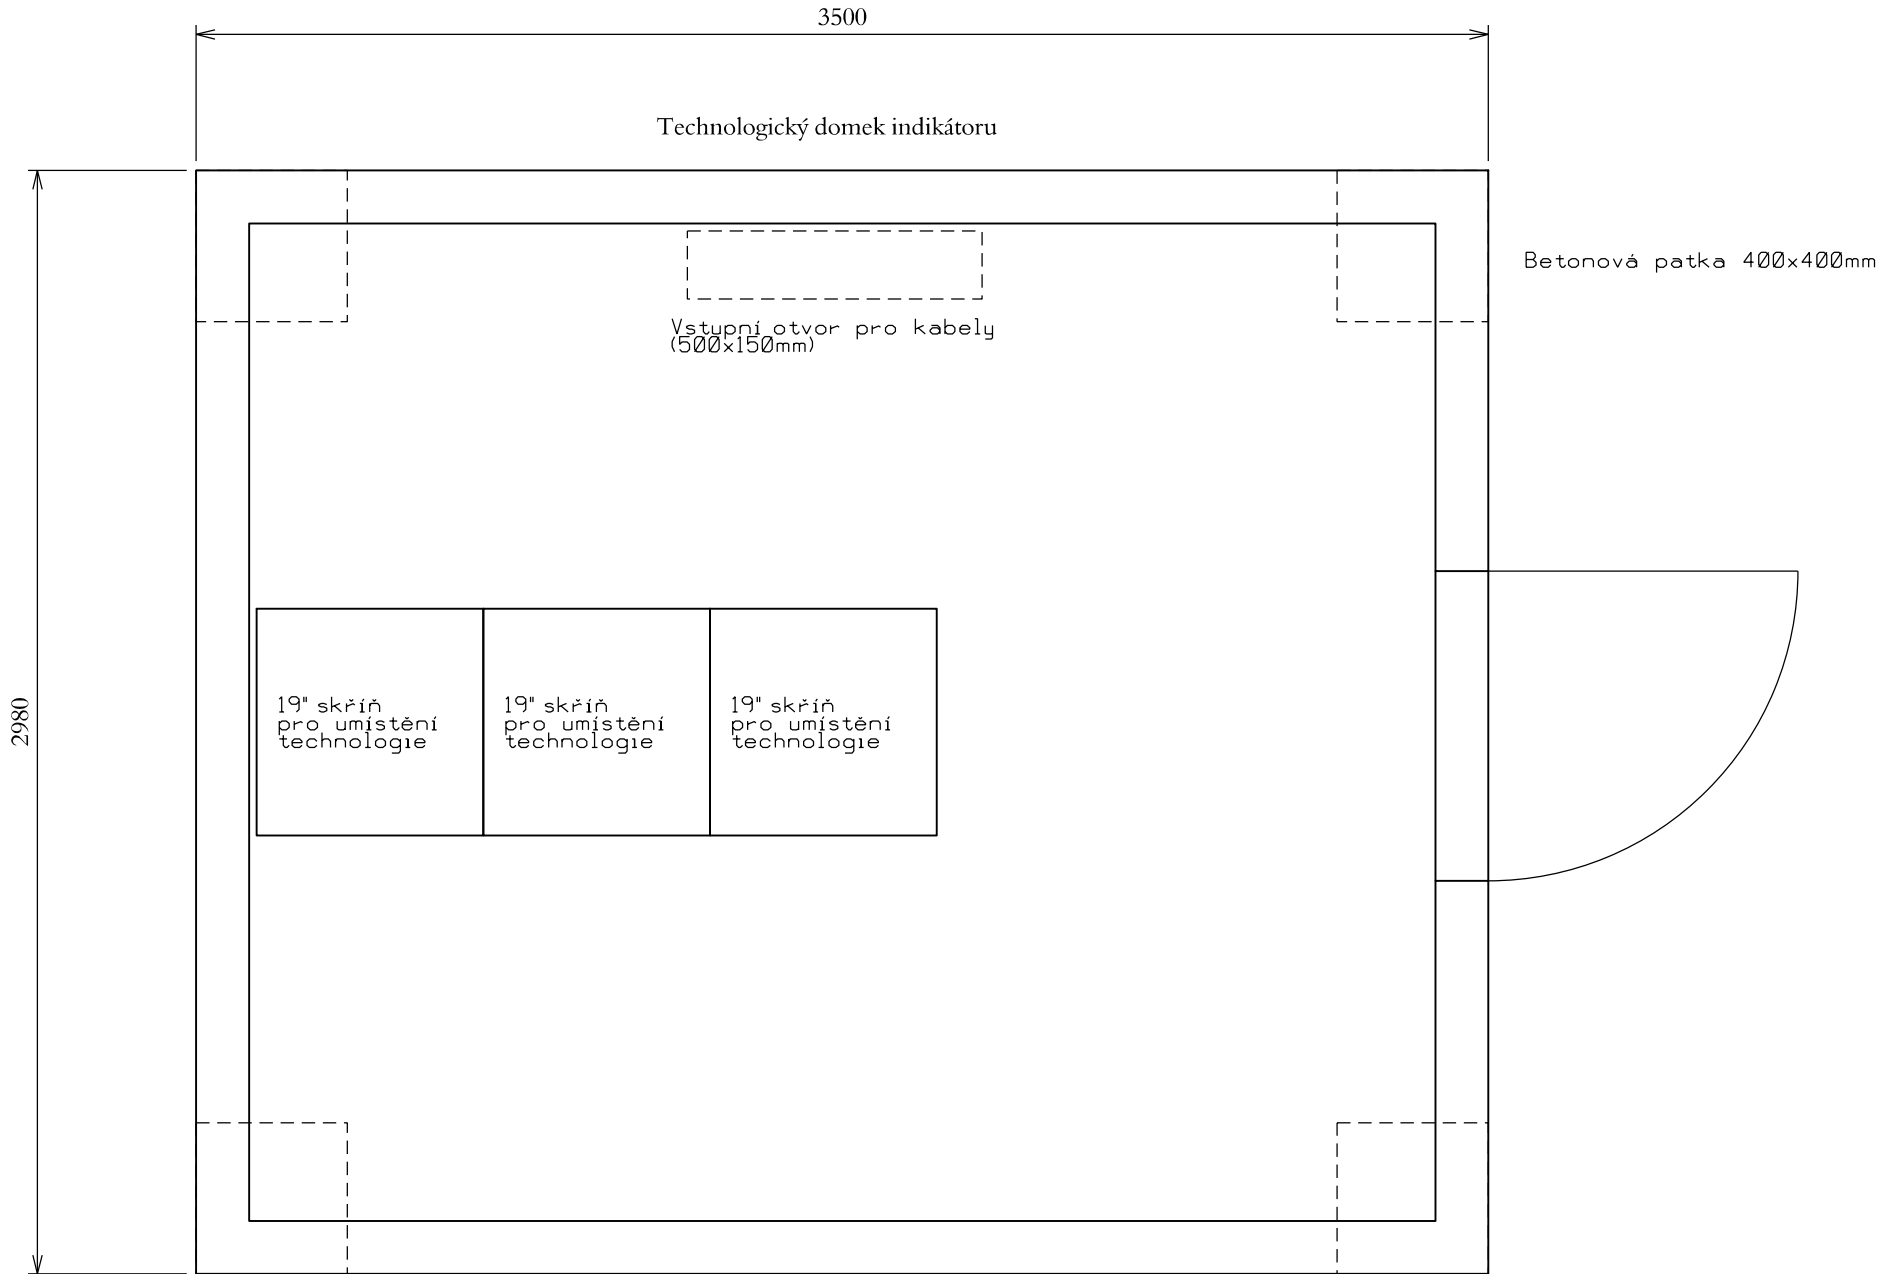 3500
Technologický domek indikátoru
Betonová patka 400x400mm
Vstupní otvor pro kabely
(500x150mm)
19" skříň
pro umístění
technologie
19" skříň
pro umístění
technologie
19" skříň
pro umístění
technologie
2980